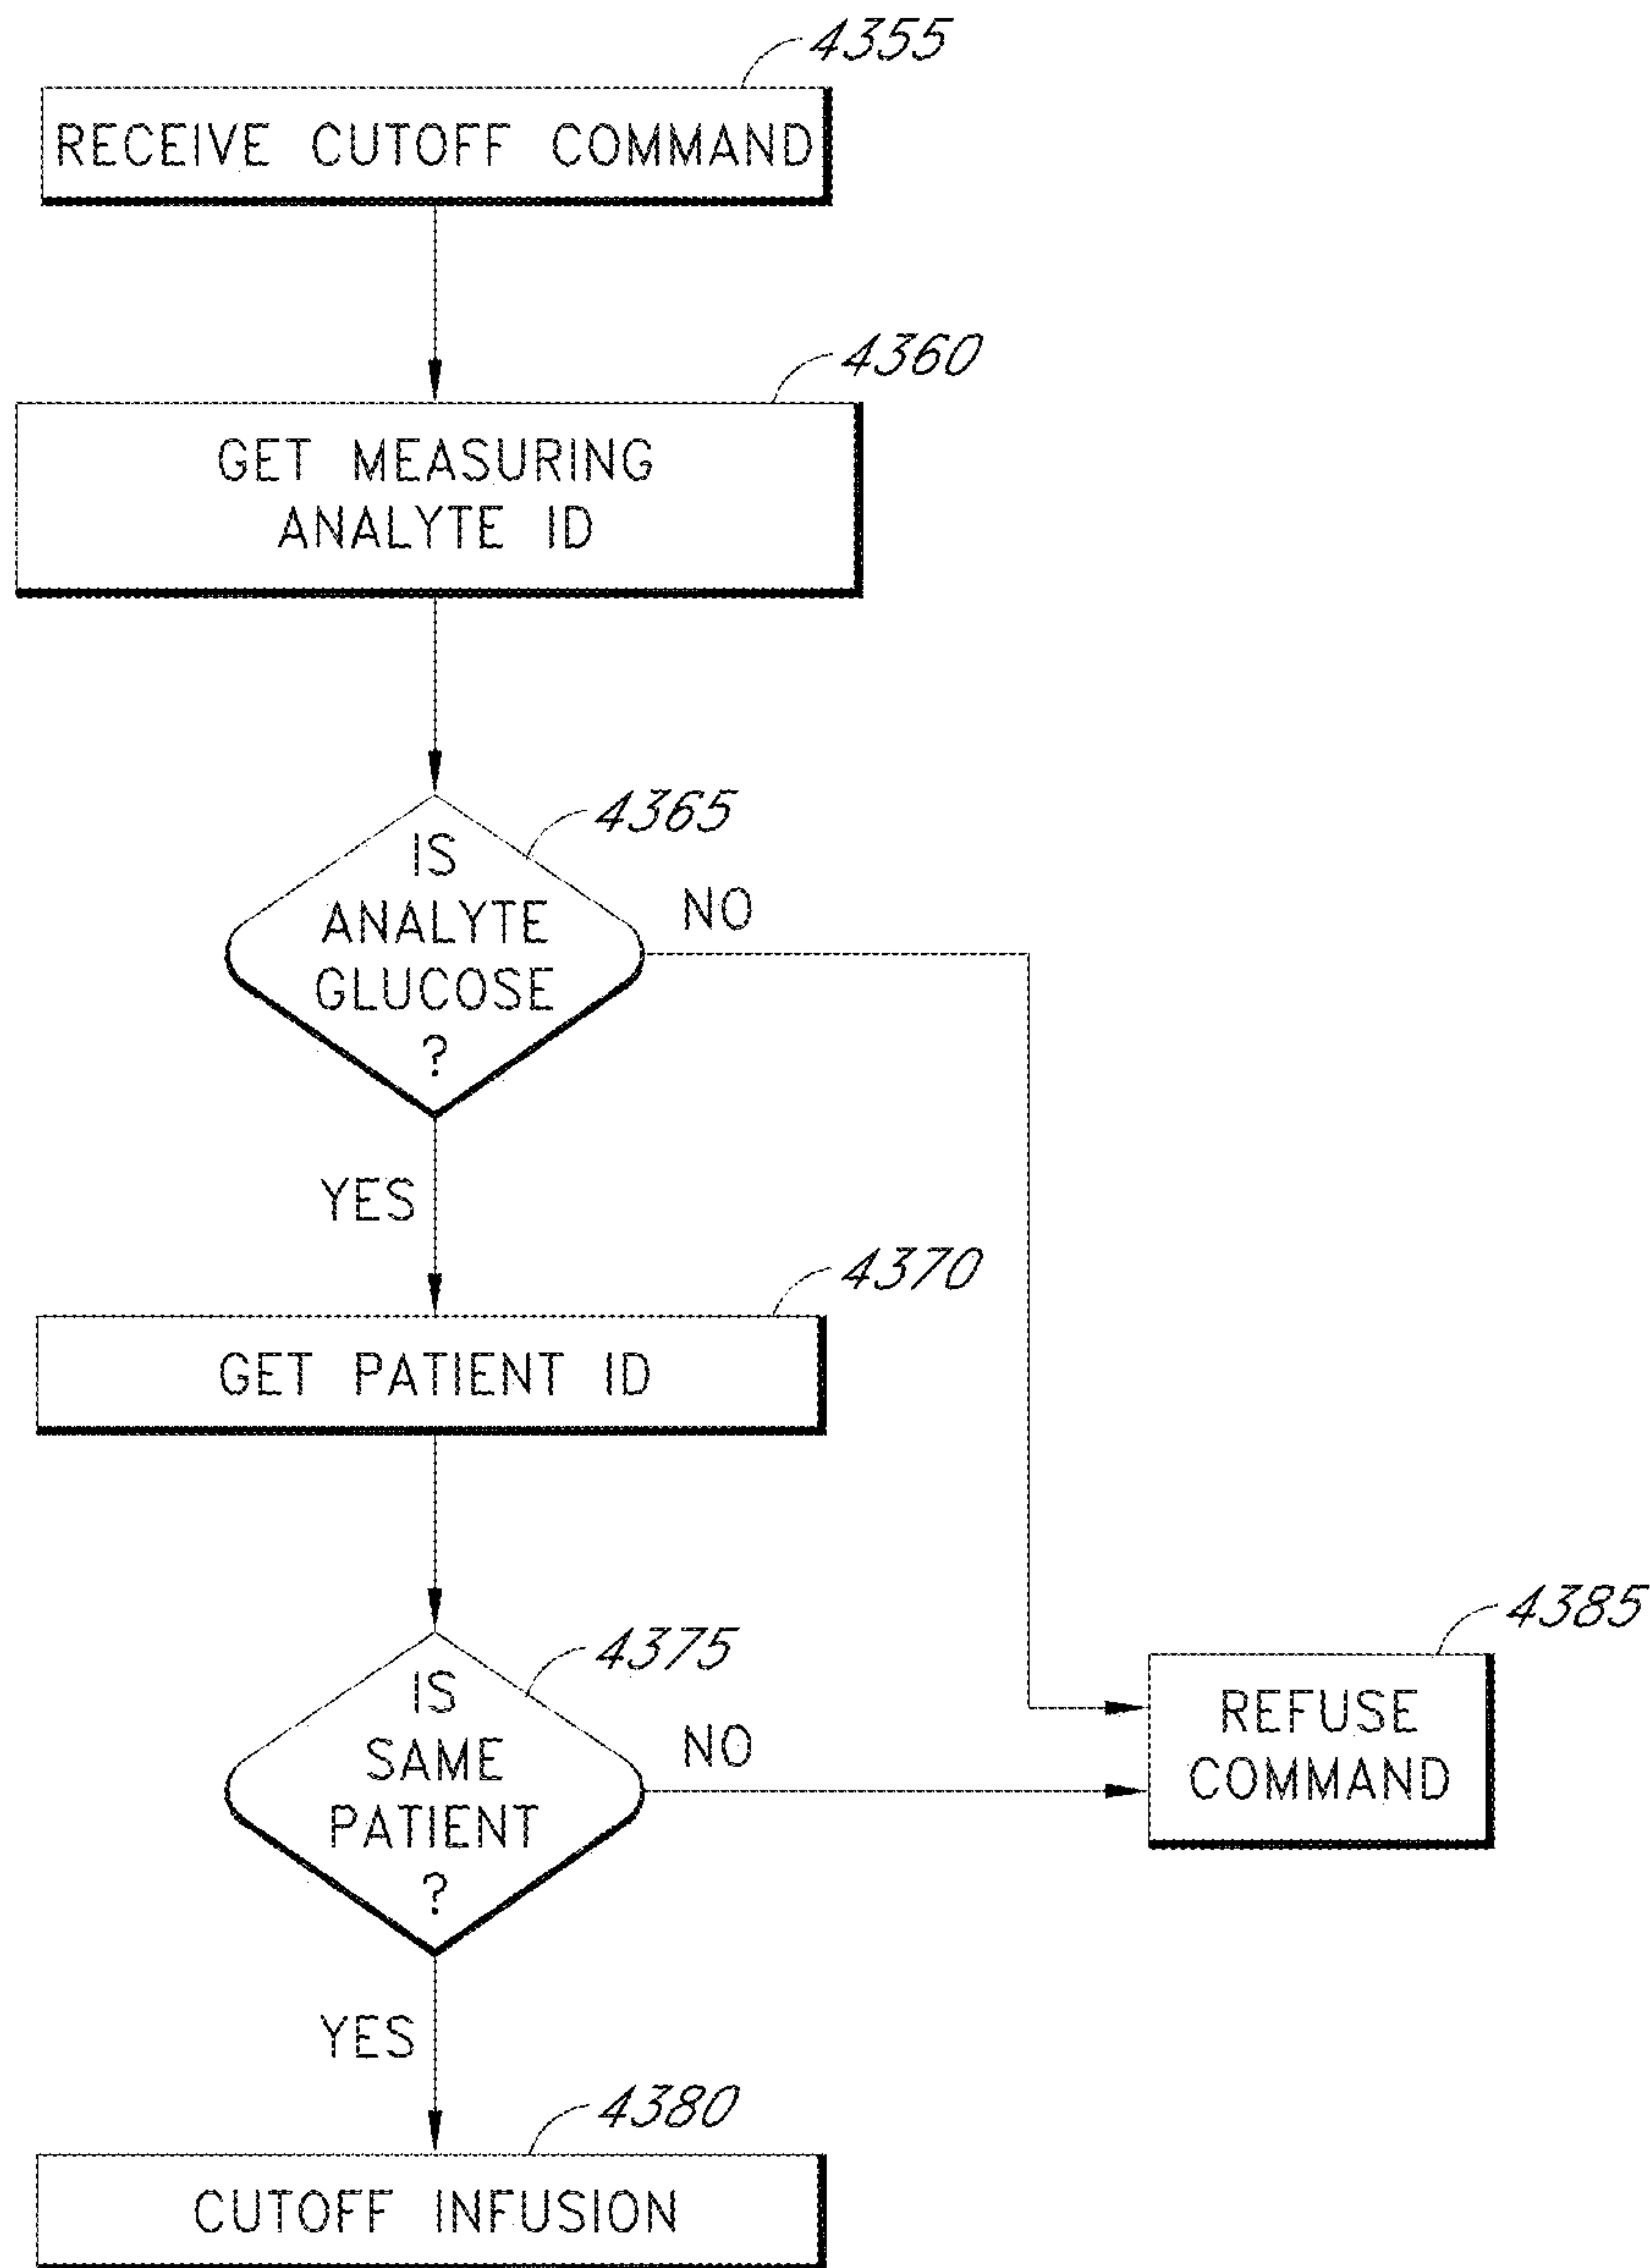 4355
RECEIVE CUTOFF COMMAND
4360
GET MEASURING
ANALYTE ID
4365
IS
ANALYTE
GLUCOSE
?
NO
YES
4370
GET PATIENT ID
4375
IS
SAME
PATIENT
?
NO
4385
REFUSE
COMMAND
YES
4380
CUTOFF INFUSION